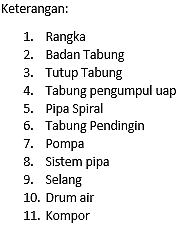 Keterangan:
1. Rangka
2. Badan Tabung
3. Tutup Tabung
4. Tabung pengumpul uap
5. Pipa Spiral
6. Tabung Pendingin
7. Pompa
8. Sistem pipa
9. Selang
10. Drum air
11. Kompor